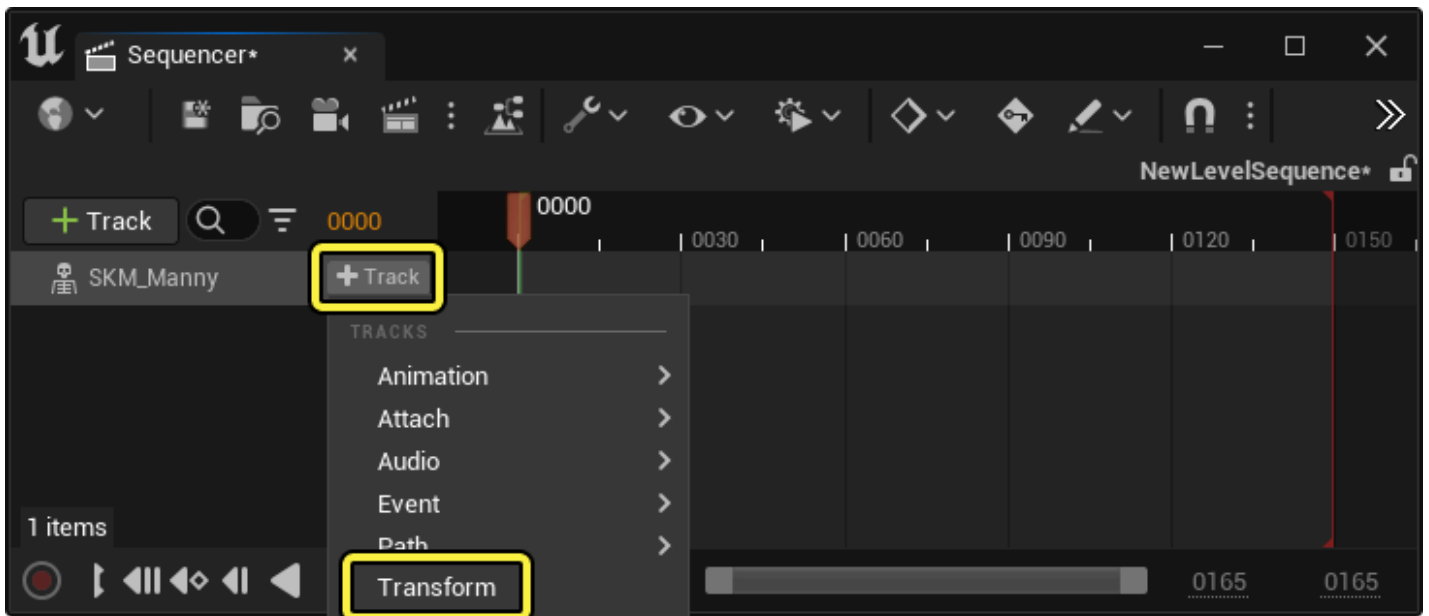 Sequencer*
NewLevelSequence*
+ Track
0000
0000
0030
0060
0090
0120
0150
SKM_Manny
+ Track
TRACKS
Animation
Attach
Audio
Event
Path
Transform
1 items
0165
0165